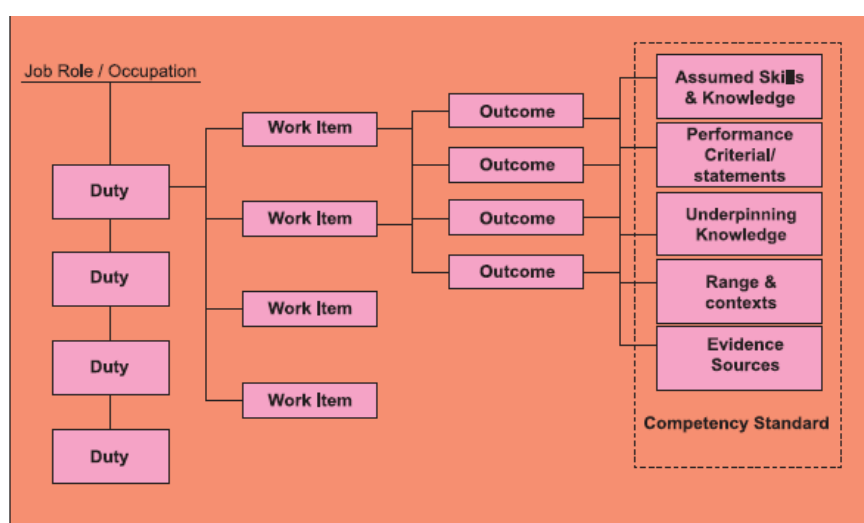 Job Role / Occupation
Duty
Duty
Duty
Duty
Work Item
Work Item
Work Item
Work Item
Outcome
Outcome
Outcome
Outcome
Assumed Skills
& Knowledge
Performance
Criterial/
statements
Underpinning
Knowledge
Range &
contexts
Evidence
Sources
Competency Standard